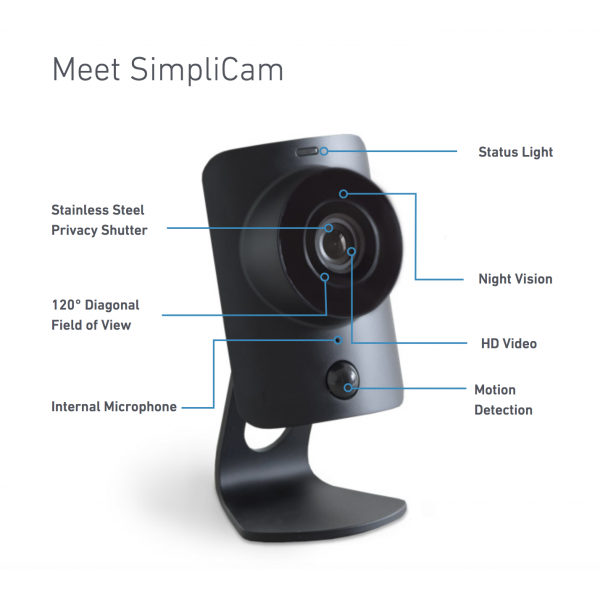 Meet SimpliCam
Status Light
Stainless Steel
Privacy Shutter
Night Vision
120° Diagonal
Field of View
HD Video
Internal Microphone
Motion
Detection